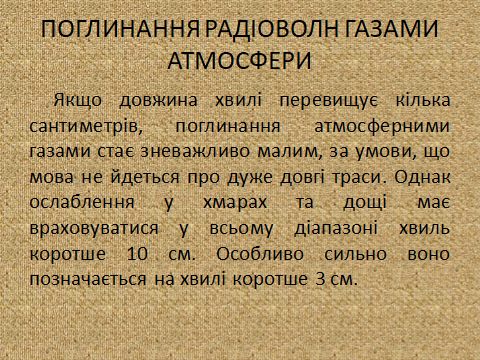 ПОГЛИНАННЯ РАДІОВОЛН ГАЗАМИ
АТМОСФЕРИ
Якщо довжина хвилі перевищує кілька
сантиметрів, поглинання атмосферними
газами стає зневажливо малим, за умови, що
мова не йдеться про дуже довгі траси. Однак
ослаблення у хмарах та дощі має
враховуватися у всьому діапазоні хвиль
коротше 10 см. Особливо сильно воно
позначається на хвилі коротше 3 см.